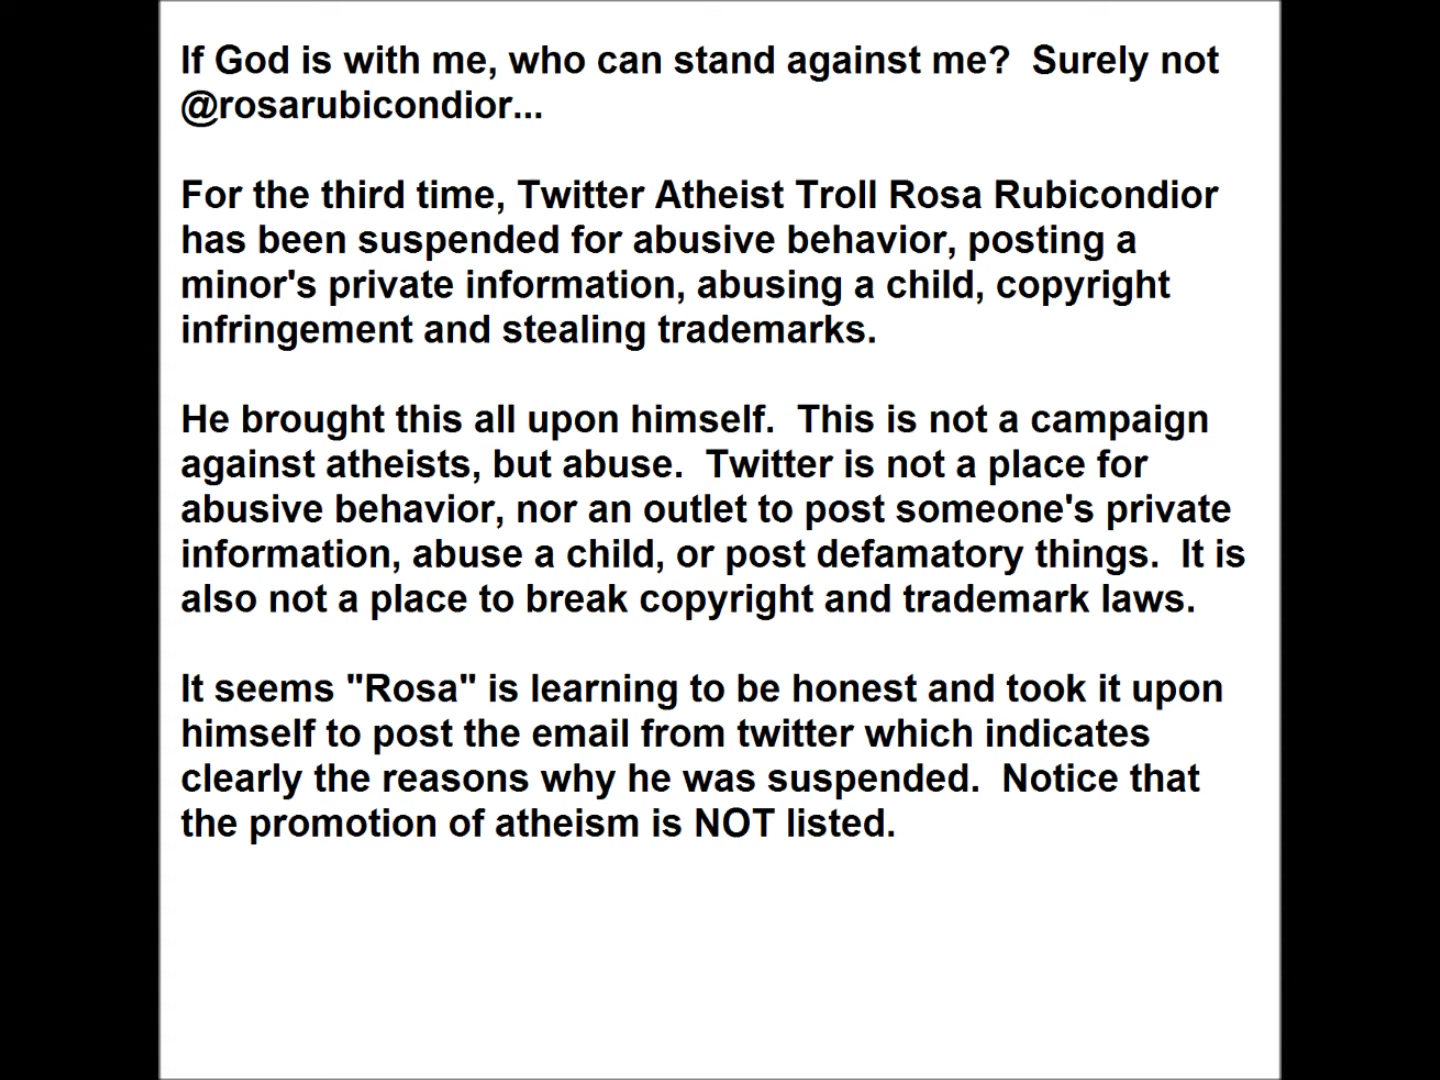 If God is with me, who can stand against me?  Surely not
@rosarubicondior...
For the third time, Twitter Atheist Troll Rosa Rubicondior
has been suspended for abusive behavior, posting a
minor's private information, abusing a child, copyright
infringement and stealing trademarks.
He brought this all upon himself.  This is not a campaign
against atheists, but abuse.  Twitter is not a place for
abusive behavior, nor an outlet to post someone's private
information, abuse a child, or post defamatory things.  It is
also not a place to break copyright and trademark laws.
It seems "Rosa" is learning to be honest and took it upon
himself to post the email from twitter which indicates
clearly the reasons why he was suspended.  Notice that
the promotion of atheism is NOT listed.